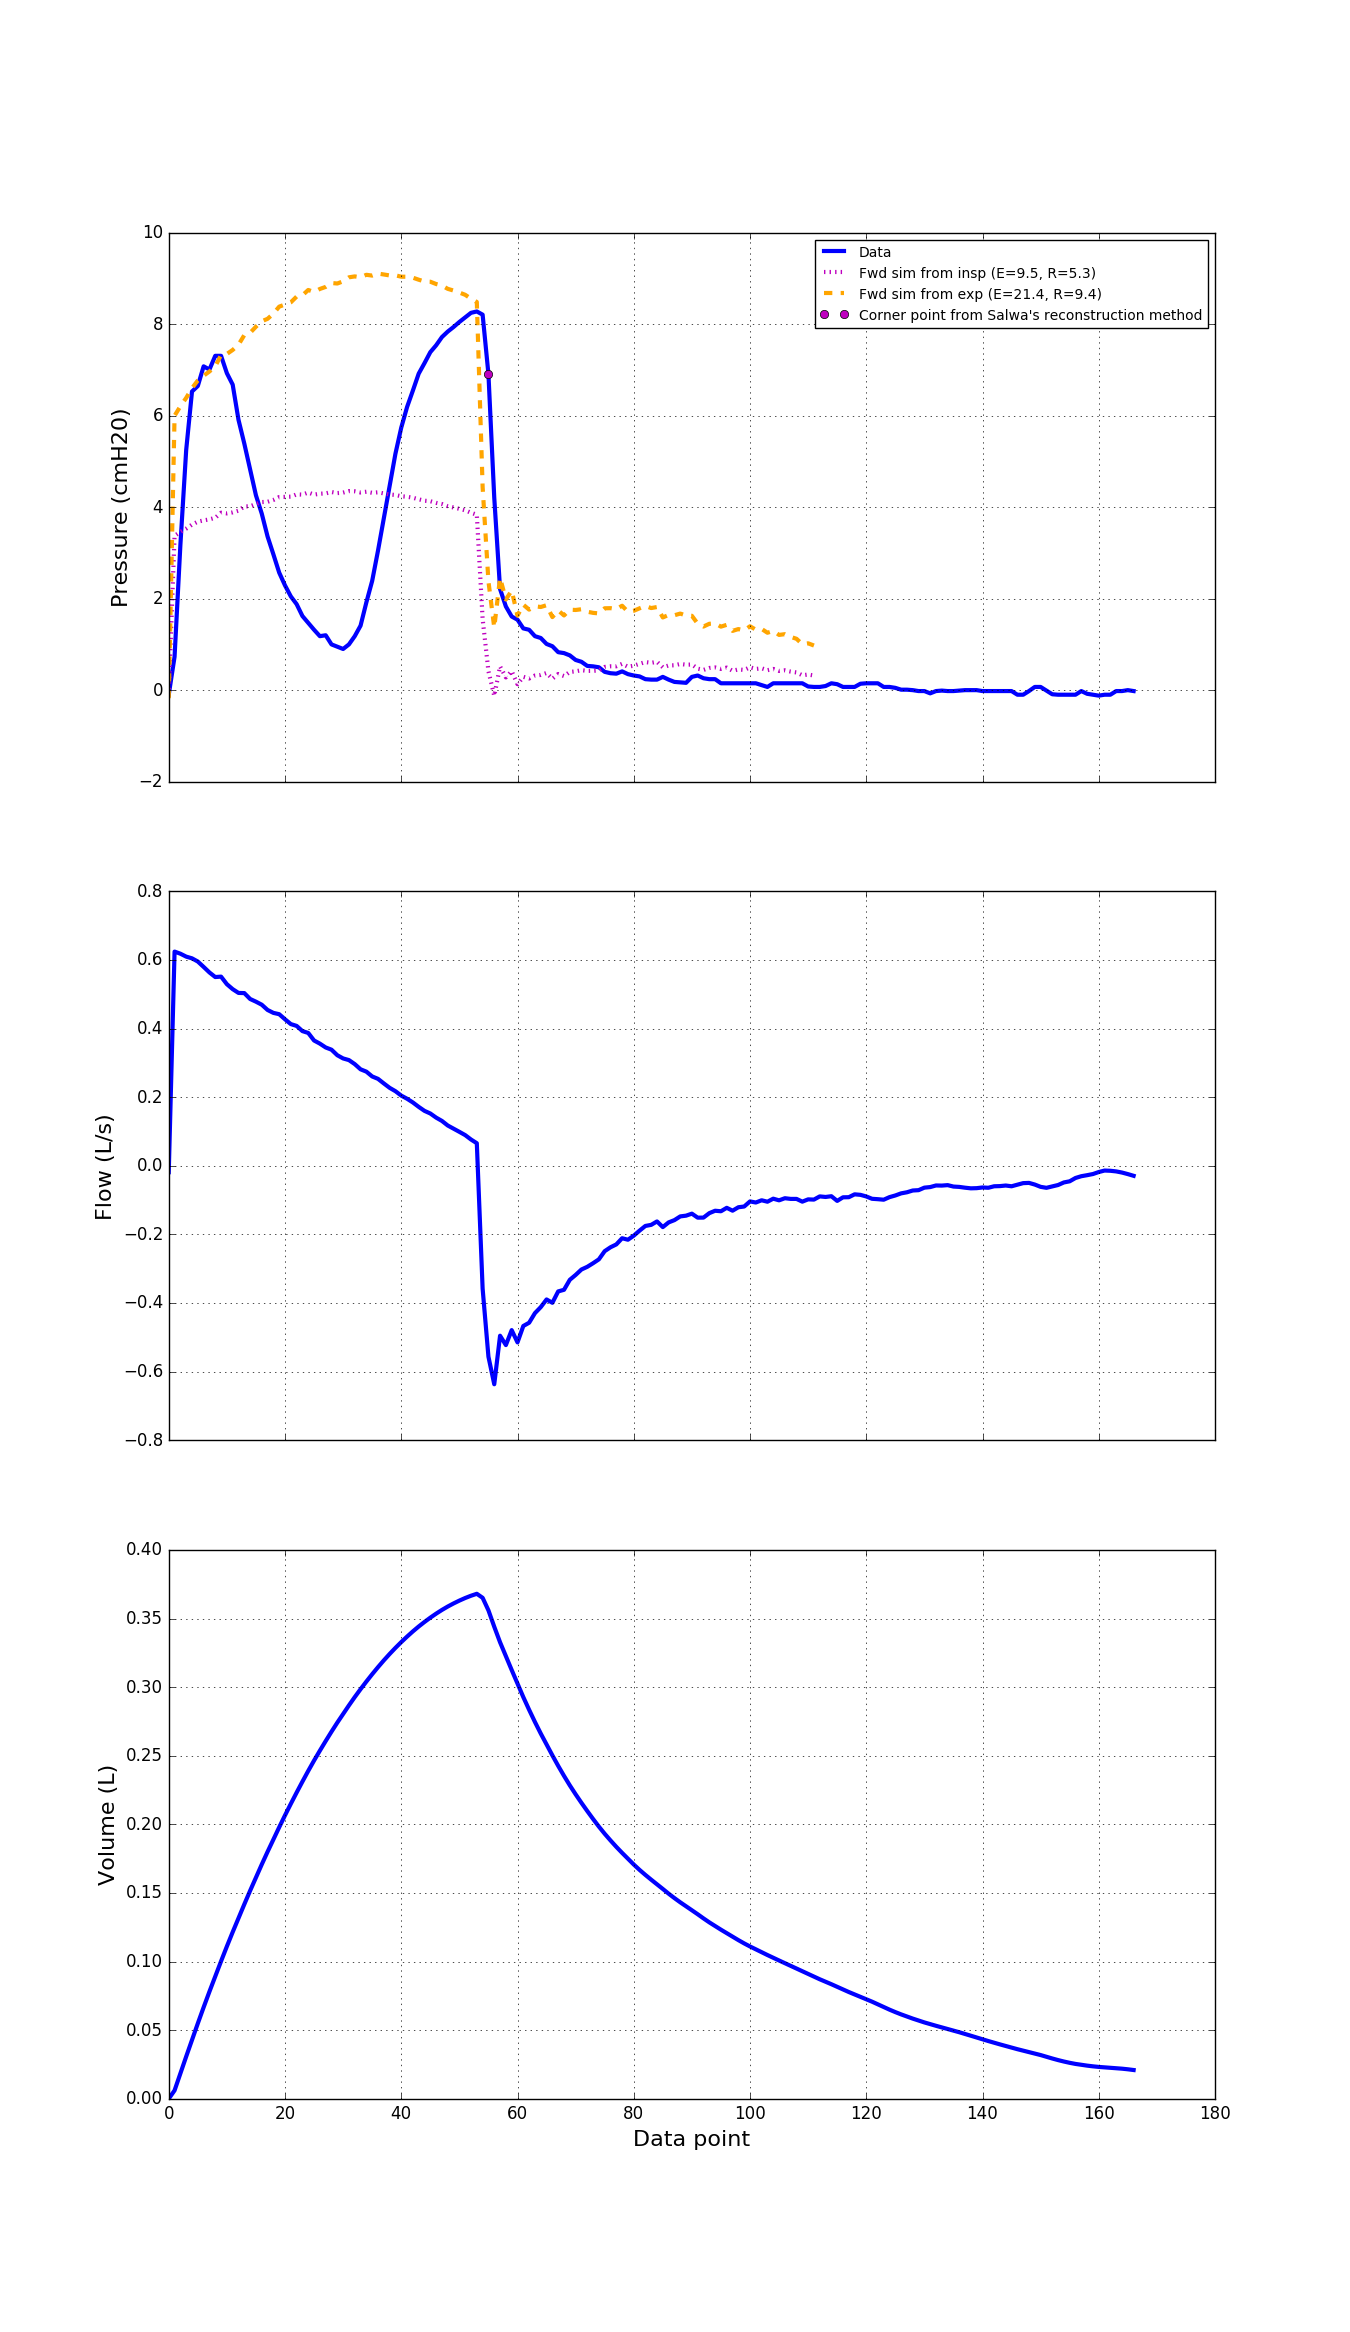 10
8
6
4
2
0
−2
Pressure (cmH20)
Data
Fwd sim from insp (E=9.5, R=5.3)
Fwd sim from exp (E=21.4, R=9.4)
Corner point from Salwa's reconstruction method
0.8
0.6
0.4
0.2
0.0
−0.2
−0.4
−0.6
−0.8
Flow (L/s)
0.40
0.35
0.30
0.25
0.20
0.15
0.10
0.05
0.00
Volume (L)
0 20 40 60 80 100 120 140 160 180
Data point